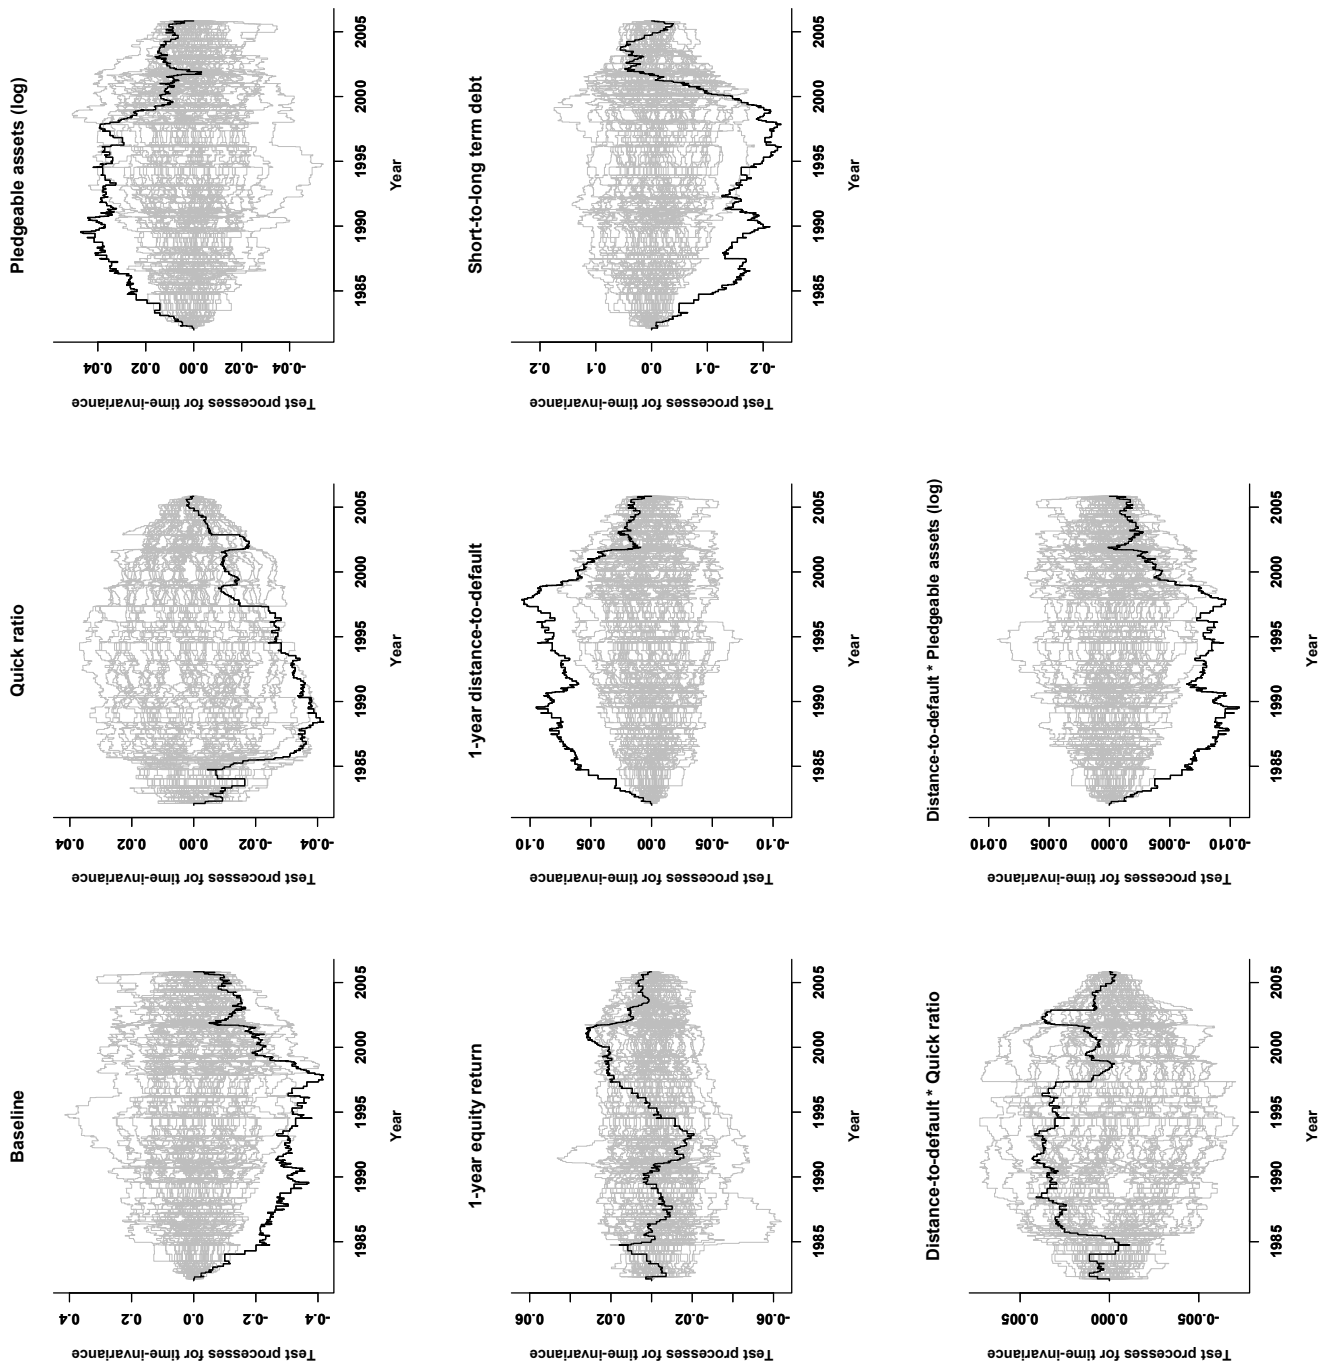 Baseline
Test processes for time-invariance
0.4
0.2
0.0
-0.2
-0.4
1985 1990 1995 2000 2005
Year
Quick ratio
Test processes for time-invariance
0.04
0.02
0.00
-0.02
-0.04
1985 1990 1995 2000 2005
Year
Pledgeable assets (log)
Test processes for time-invariance
0.04
0.02
0.00
-0.02
-0.04
1985 1990 1995 2000 2005
Year
1-year equity return
Test processes for time-invariance
0.06
0.02
-0.02
-0.06
1985 1990 1995 2000 2005
Year
1-year distance-to-default
Test processes for time-invariance
0.10
0.05
0.00
-0.05
-0.10
1985 1990 1995 2000 2005
Year
Short-to-long term debt
Test processes for time-invariance
0.2
0.1
0.0
-0.1
-0.2
1985 1990 1995 2000 2005
Year
Distance-to-default * Quick ratio
Test processes for time-invariance
0.005
0.000
-0.005
1985 1990 1995 2000 2005
Year
Distance-to-default * Pledgeable assets (log)
Test processes for time-invariance
0.010
0.005
0.000
-0.005
-0.010
1985 1990 1995 2000 2005
Year